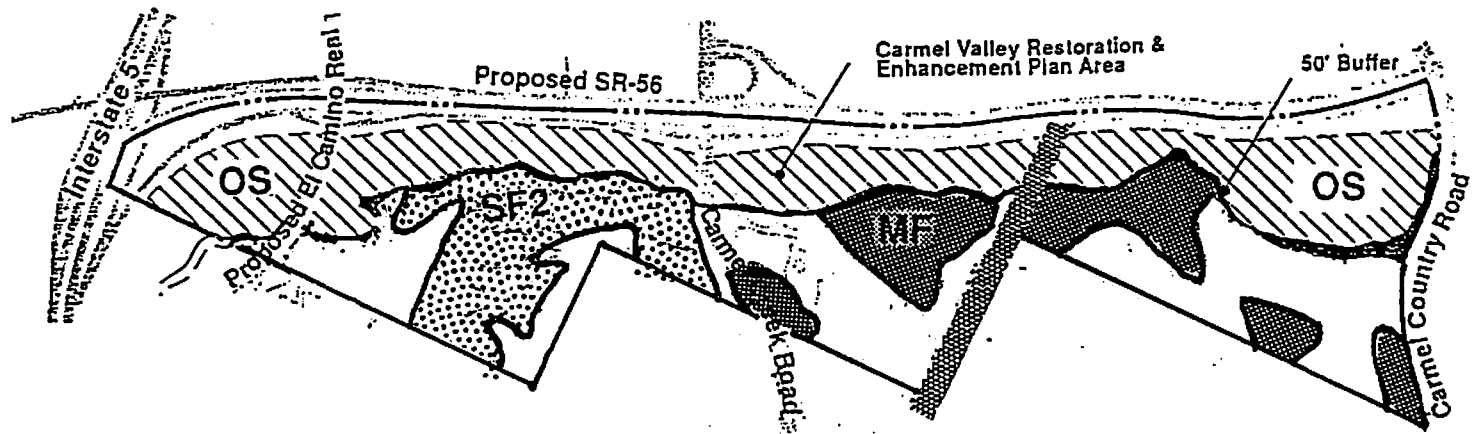 Carmel Valley Restoration &
Enhancement Plan Area
50' Buffer
Proposed SR-56
Interstate 5
Proposed El Camino Real
OS
SF2
MF
OS
Carmel Country Road
Road